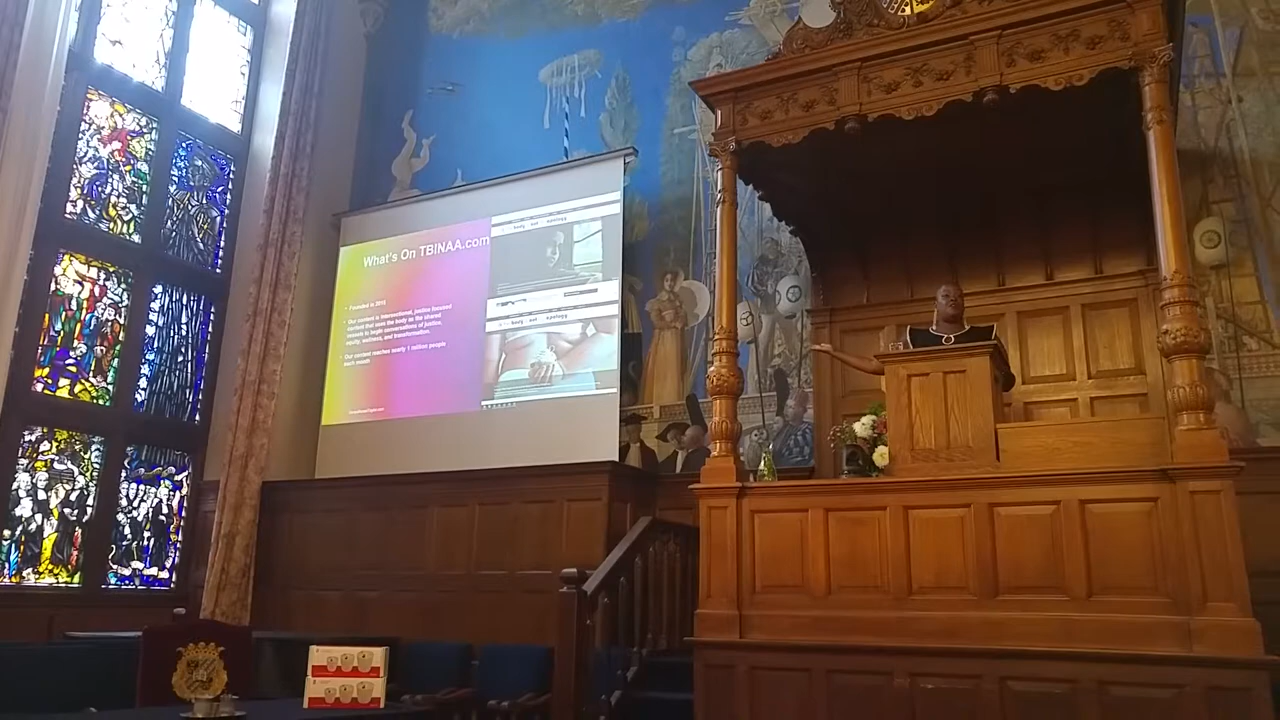 What's On TBINAA.com
• Founded in 2011
• Our content is intersectional, justice focused
content that uses the body as the shared
vessels to begin conversations of justice,
equity, wellness, and transformation.
• Our content reaches nearly 1 million people
each month
body not apology
body not apology